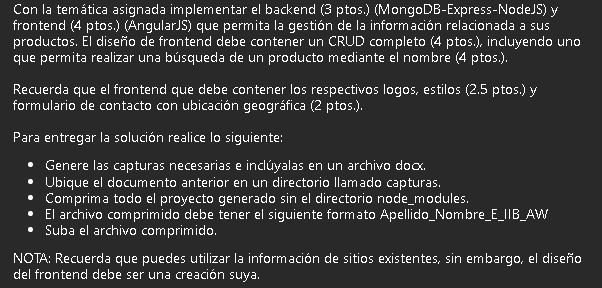 Con la temática asignada implementar el backend (3 ptos.) (MongoDB-Express-NodeJS) y
frontend (4 ptos.) (AngularJS) que permita la gestión de la información relacionada a sus
productos. El diseño de frontend debe contener un CRUD completo (4 ptos.), incluyendo uno
que permita realizar una búsqueda de un producto mediante el nombre (4 ptos.).
Recuerda que el frontend que debe contener los respectivos logos, estilos (2.5 ptos.) y
formulario de contacto con ubicación geográfica (2 ptos.).
Para entregar la solución realice lo siguiente:
• Genere las capturas necesarias e inclúyalas en un archivo docx.
• Ubique el documento anterior en un directorio llamado capturas.
• Comprima todo el proyecto generado sin el directorio node_modules.
• El archivo comprimido debe tener el siguiente formato Apellido_Nombre_E_IIB_AW
• Suba el archivo comprimido.
NOTA: Recuerda que puedes utilizar la información de sitios existentes, sin embargo, el diseño
del frontend debe ser una creación suya.